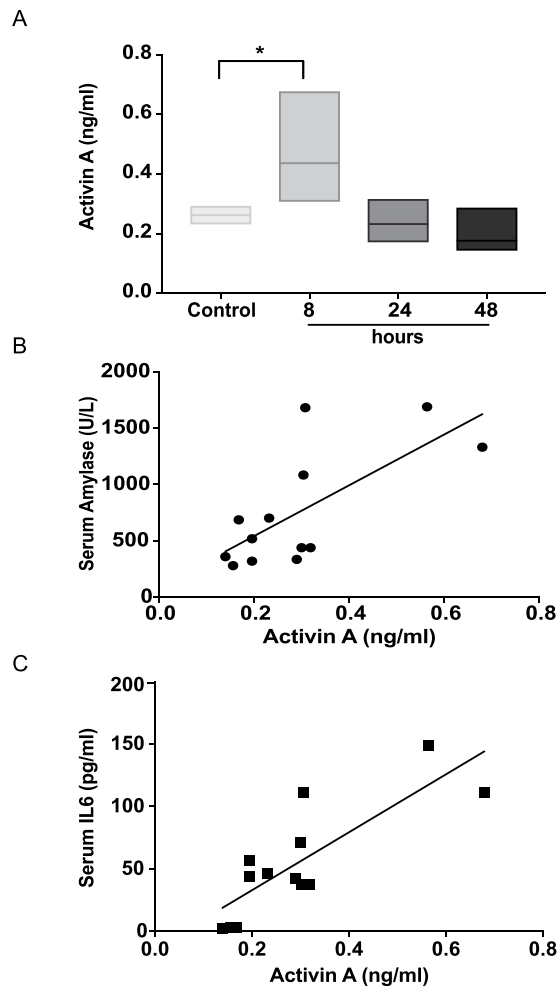 A
0.8
*
0.6
0.4
0.2
0.0
Activin A (ng/ml)
Control 8 24 48
hours
B
2000
1500
1000
500
0
Serum Amylase (U/L)
0.0 0.2 0.4 0.6 0.8
Activin A (ng/ml)
C
200
150
100
50
0
Serum IL6 (pg/ml)
0.0 0.2 0.4 0.6 0.8
Activin A (ng/ml)